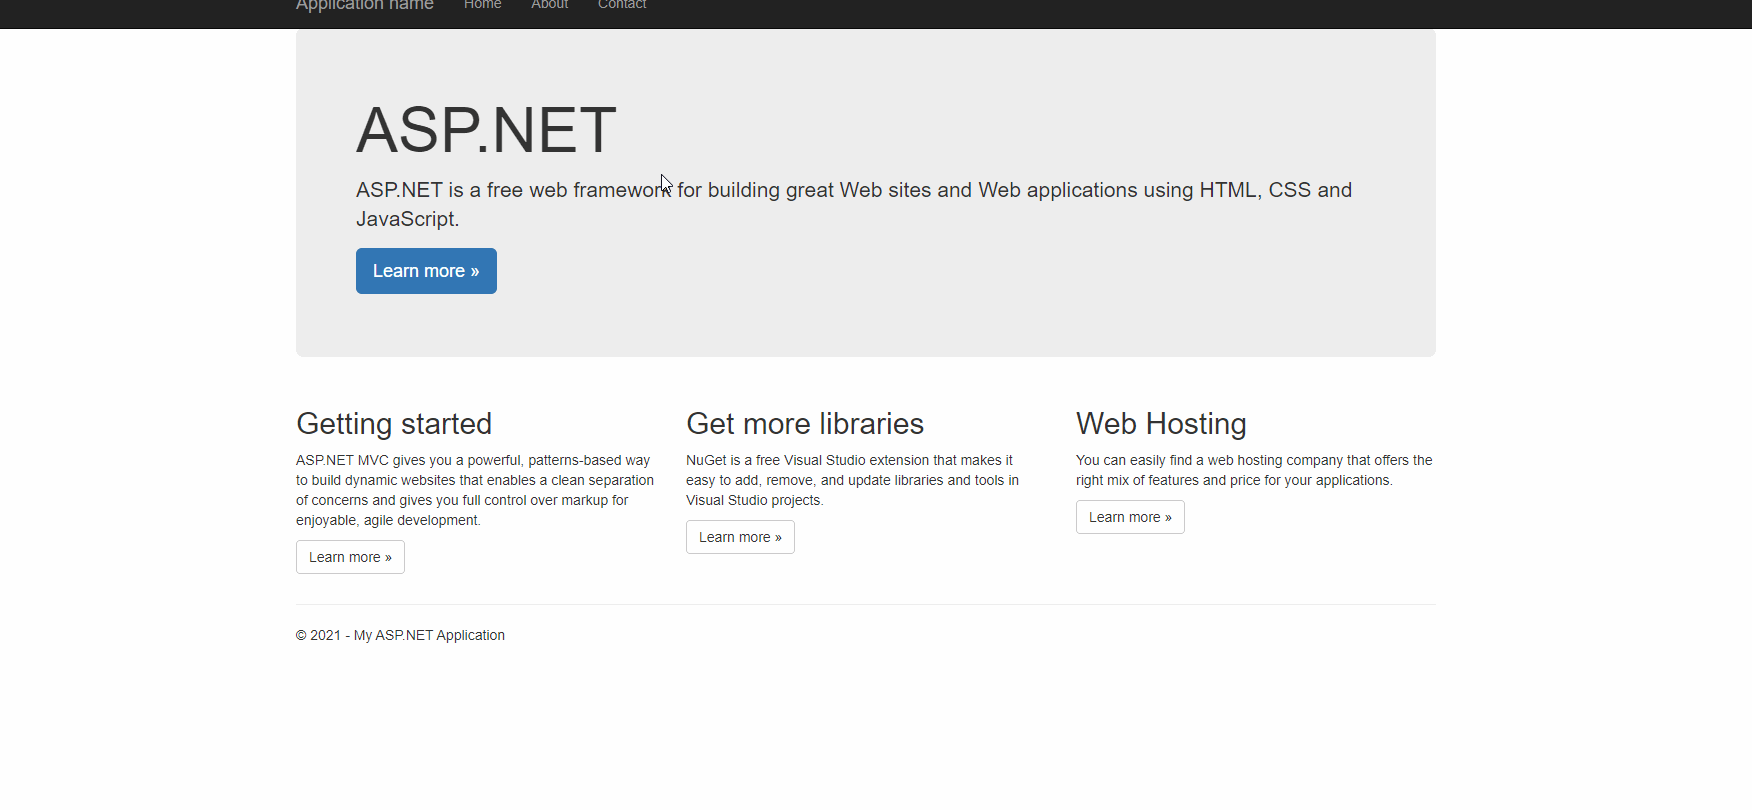 Application name Home About Contact
ASP.NET
ASP.NET is a free web framework for building great Web sites and Web applications using HTML, CSS and
JavaScript.
Learn more »
Getting started
ASP.NET MVC gives you a powerful, patterns-based way
to build dynamic websites that enables a clean separation
of concerns and gives you full control over markup for
enjoyable, agile development.
Learn more »
Get more libraries
NuGet is a free Visual Studio extension that makes it
easy to add, remove, and update libraries and tools in
Visual Studio projects.
Learn more »
Web Hosting
You can easily find a web hosting company that offers the
right mix of features and price for your applications.
Learn more »
© 2021 - My ASP.NET Application